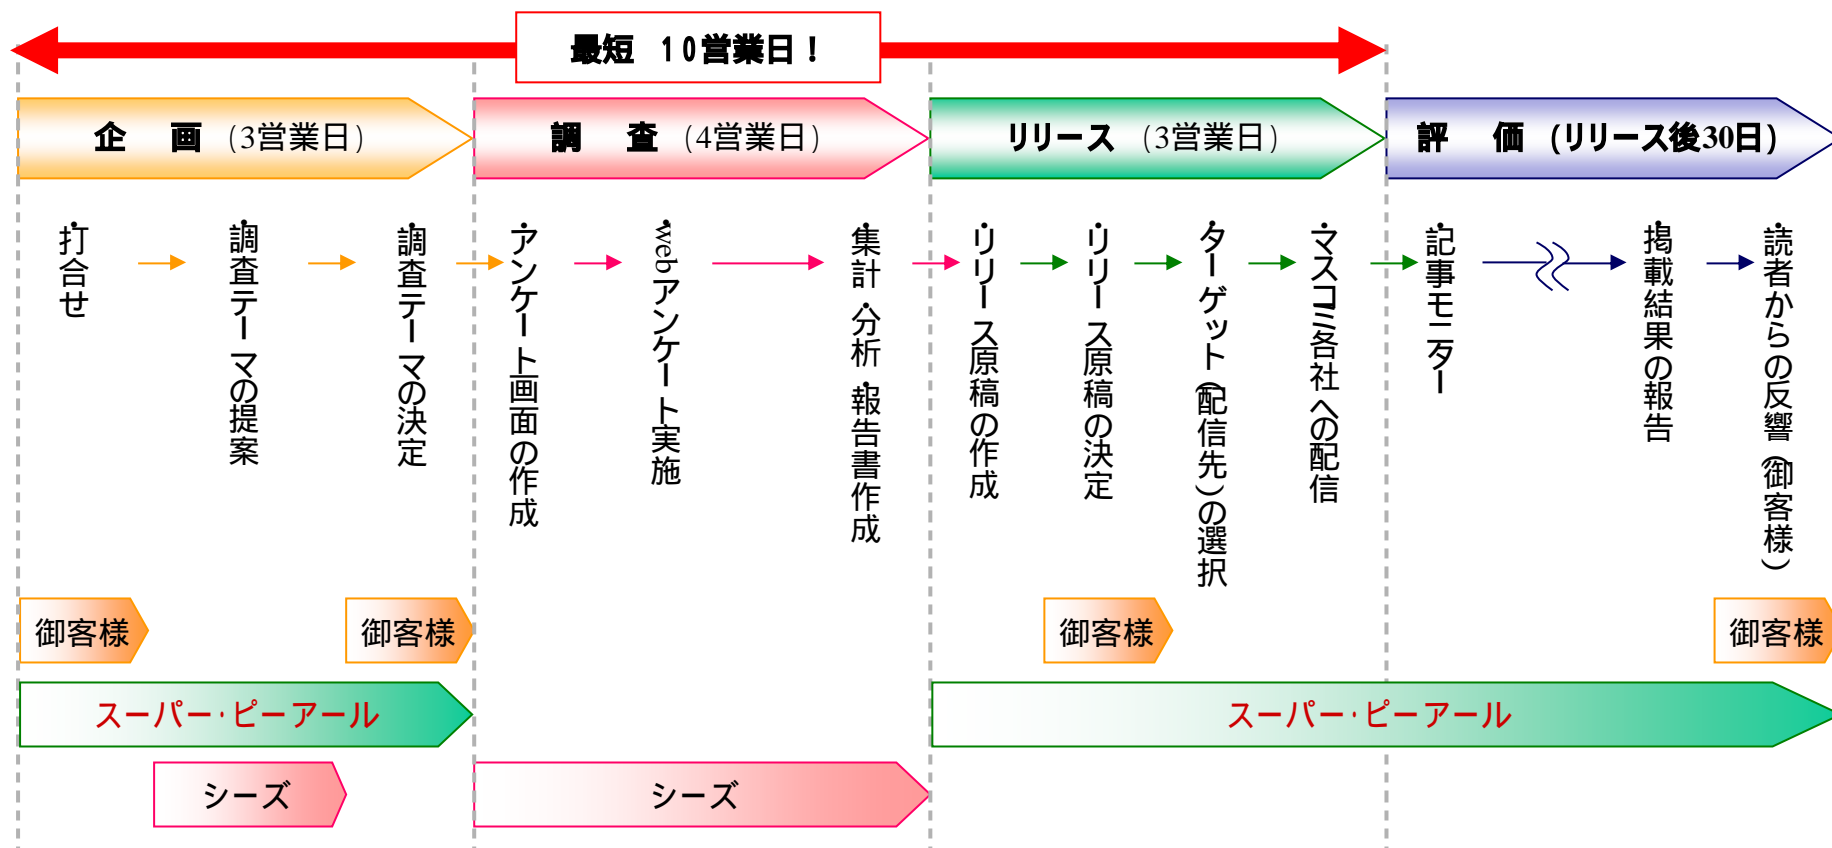 最短 10営業日！
企 画 (3営業日)
調 査 (4営業日)
リリース (3営業日)
評 価 (リリース後30日)
・打合せ
・調査テーマの提案
・調査テーマの決定
・アンケート画面の作成
・webアンケート実施
・集計・分析・報告書作成
・リリース原稿の作成
・リリース原稿の決定
・ターゲット(配信先)の選択
・マスコミ各社への配信
・記事モニター
・掲載結果の報告
・読者からの反響(御客様)
御客様
御客様
御客様
御客様
スーパー・ピーアール
スーパー・ピーアール
シーズ
シーズ